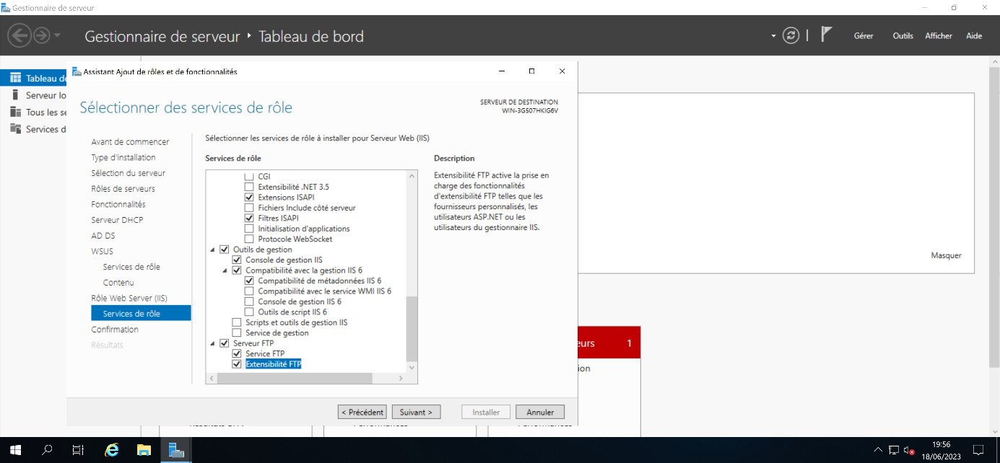 Gestionnaire de serveur
Gestionnaire de serveur ‣ Tableau de bord
Gérer Outils Afficher Aide
Tableau de
Serveur lo
Tous les se
Services d
Assistant Ajout de rôles et de fonctionnalités
Sélectionner des services de rôle
SERVEUR DE DESTINATION
WIN-3G507HKIG6V
Avant de commencer
Type d'installation
Sélection du serveur
Rôles de serveurs
Fonctionnalités
Serveur DHCP
AD DS
WSUS
Services de rôle
Contenu
Rôle Web Server (IIS)
Services de rôle
Confirmation
Résultats
Sélectionner les services de rôle à installer pour Serveur Web (IIS)
Services de rôle
CGI
Extensibilité .NET 3.5
Extensions ISAPI
Fichiers Include côté serveur
Filtres ISAPI
Initialisation d'applications
Protocole WebSocket
Outils de gestion
Console de gestion IIS
Compatibilité avec la gestion IIS 6
Compatibilité de métadonnées IIS 6
Compatibilité avec le service WMI IIS 6
Console de gestion IIS 6
Outils de script IIS 6
Scripts et outils de gestion IIS
Service de gestion
Serveur FTP
Service FTP
Extensibilité FTP
Description
Extensibilité FTP active la prise en
charge des fonctionnalités
d'extensibilité FTP telles que les
fournisseurs personnalisés, les
utilisateurs ASP.NET ou les
utilisateurs du gestionnaire IIS.
< Précédent Suivant > Installer Annuler
Masquer
eurs 1
ion
19:56
18/06/2023